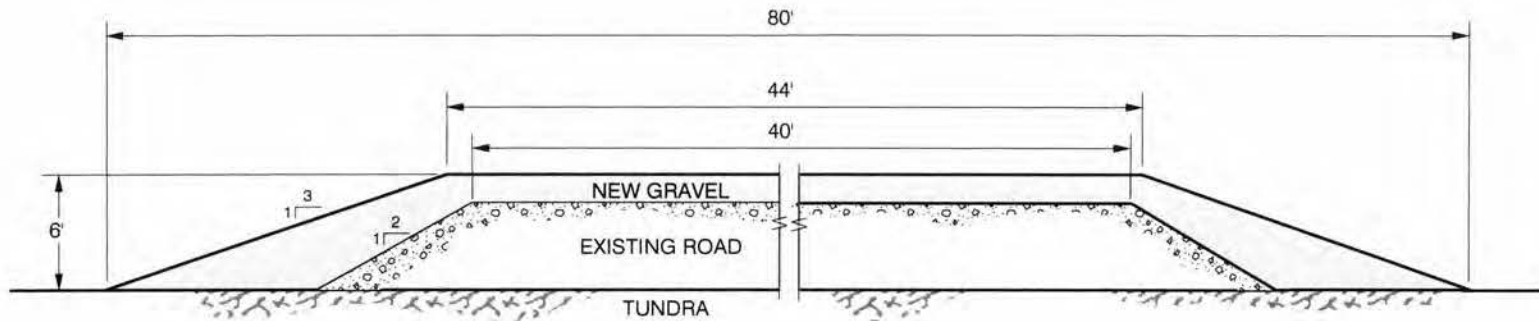 80'
44'
40'
NEW GRAVEL
3
1
6'
2
1
EXISTING ROAD
TUNDRA